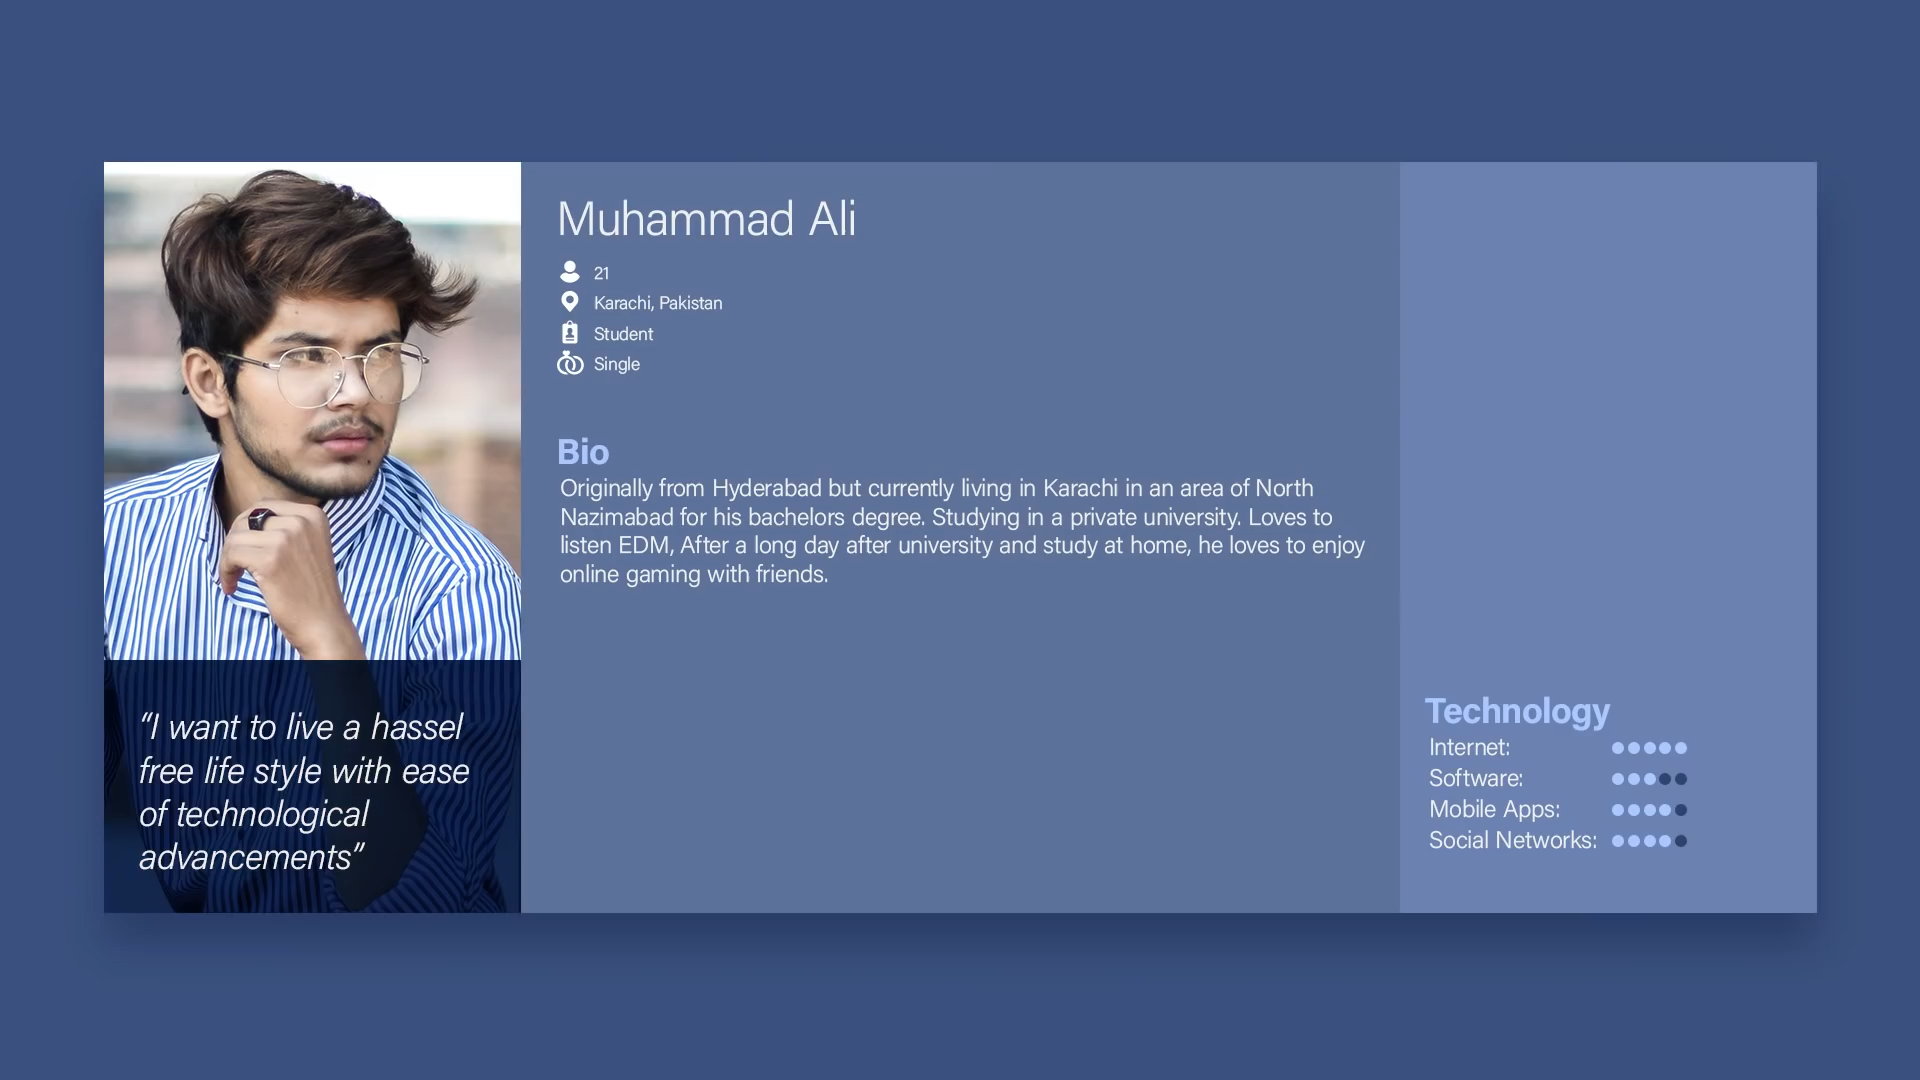 Muhammad Ali
21
Karachi, Pakistan
Student
Single
Bio
Originally from Hyderabad but currently living in Karachi in an area of North
Nazimabad for his bachelors degree. Studying in a private university. Loves to
listen EDM, After a long day after university and study at home, he loves to enjoy
online gaming with friends.
“I want to live a hassel
free life style with ease
of technological
advancements”
Technology
Internet:
Software:
Mobile Apps:
Social Networks: